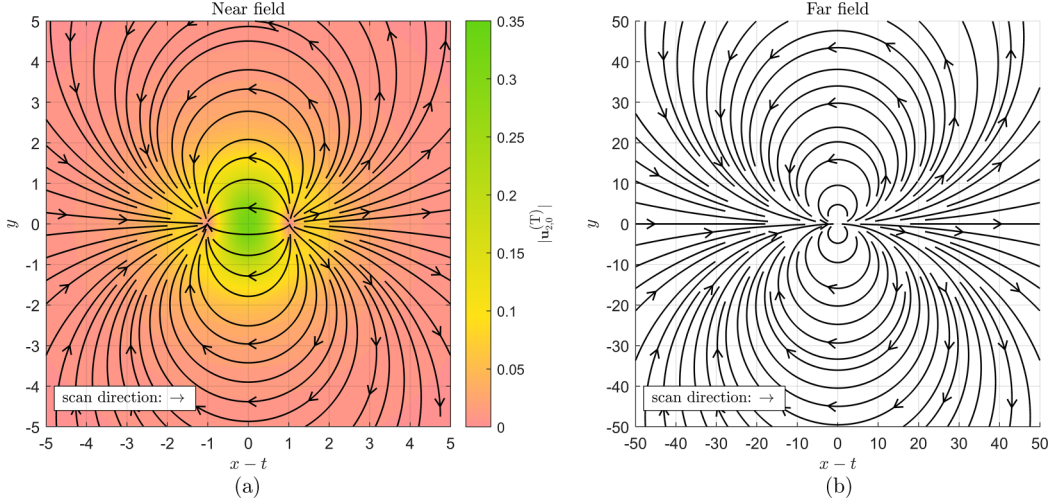 Near field
5
4
3
2
1
0
-1
-2
-3
-4
-5
y
-5 -4 -3 -2 -1 0 1 2 3 4 5
x − t
scan direction: →
(a)
0.35
0.3
0.25
0.2
0.15
0.1
0.05
0
|u_{2,0}^{(T)}|
Far field
50
40
30
20
10
0
-10
-20
-30
-40
-50
y
-50 -40 -30 -20 -10 0 10 20 30 40 50
x − t
scan direction: →
(b)